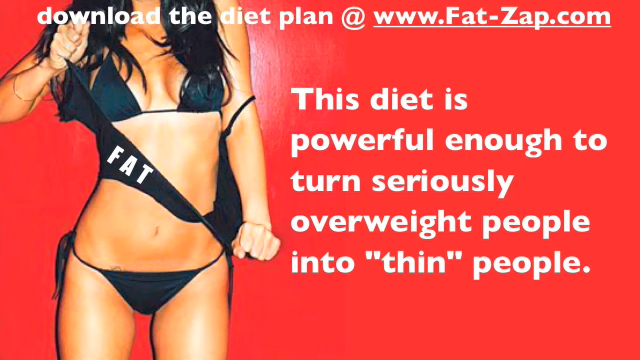 download the diet plan @ www.Fat-Zap.com
This diet is
powerful enough to
turn seriously
overweight people
into "thin" people.
FAT